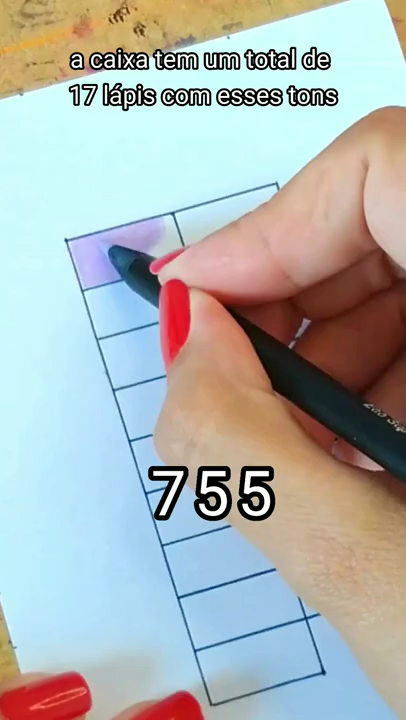 a caixa tem um total de
17 lápis com esses tons
755